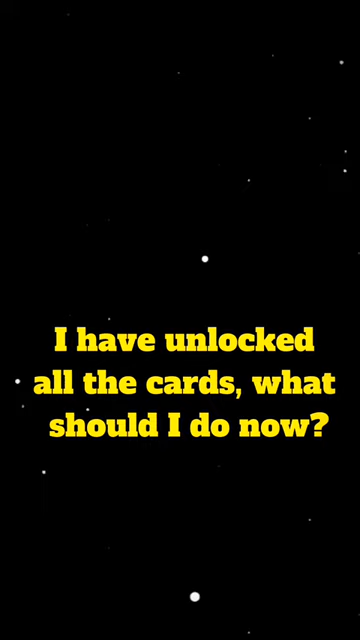 I have unlocked
all the cards, what
should I do now?